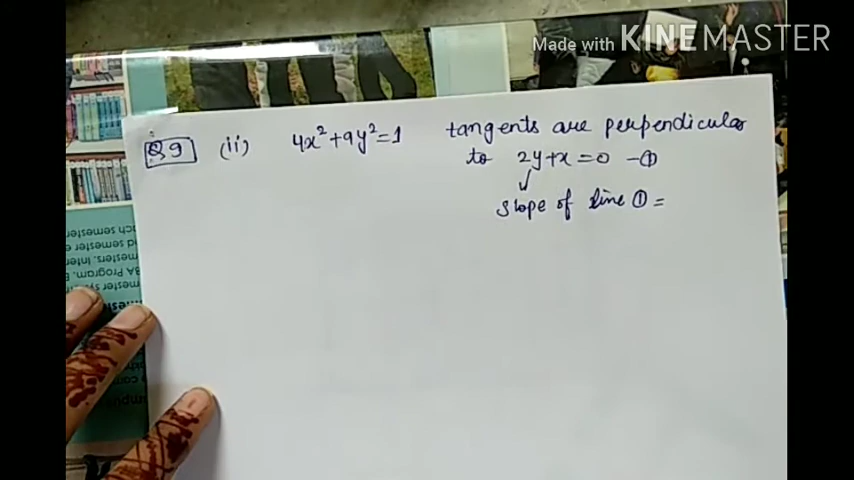 Made with KINEMASTER
Q9 (ii) 4x²+9y²=1 tangents are perpendicular
to 2y+x=0 -①
slope of line ① =